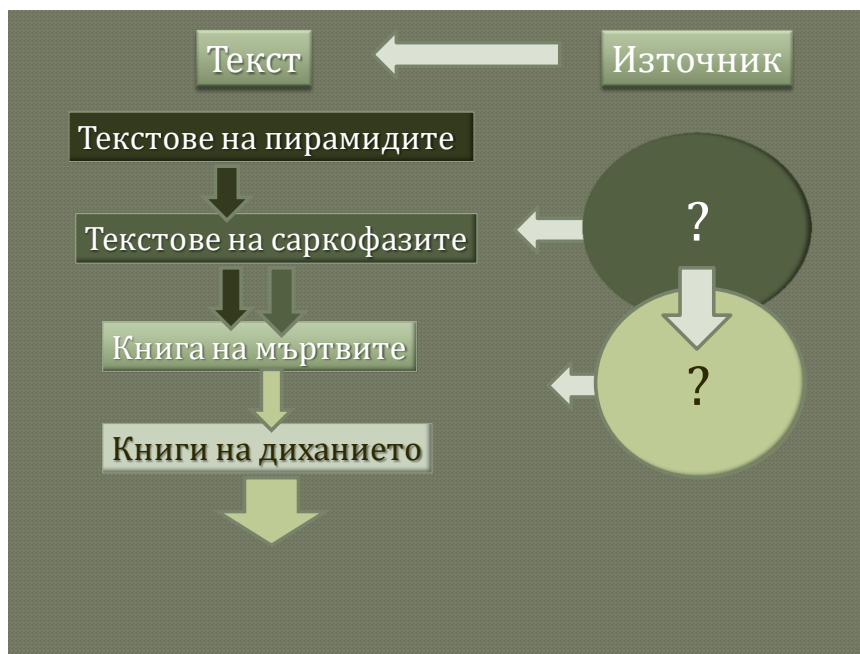 Текст
Източник
Текстове на пирамидите
Текстове на саркофазите
?
Книга на мъртвите
?
Книги на диханието